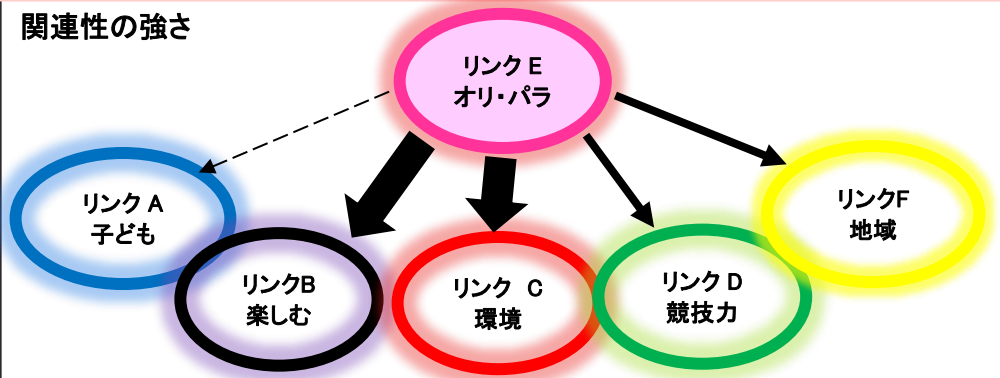 関連性の強さ
リンク E
オリ・パラ
リンク A
子ども
リンクB
楽しむ
リンク C
環境
リンク D
競技力
リンクF
地域